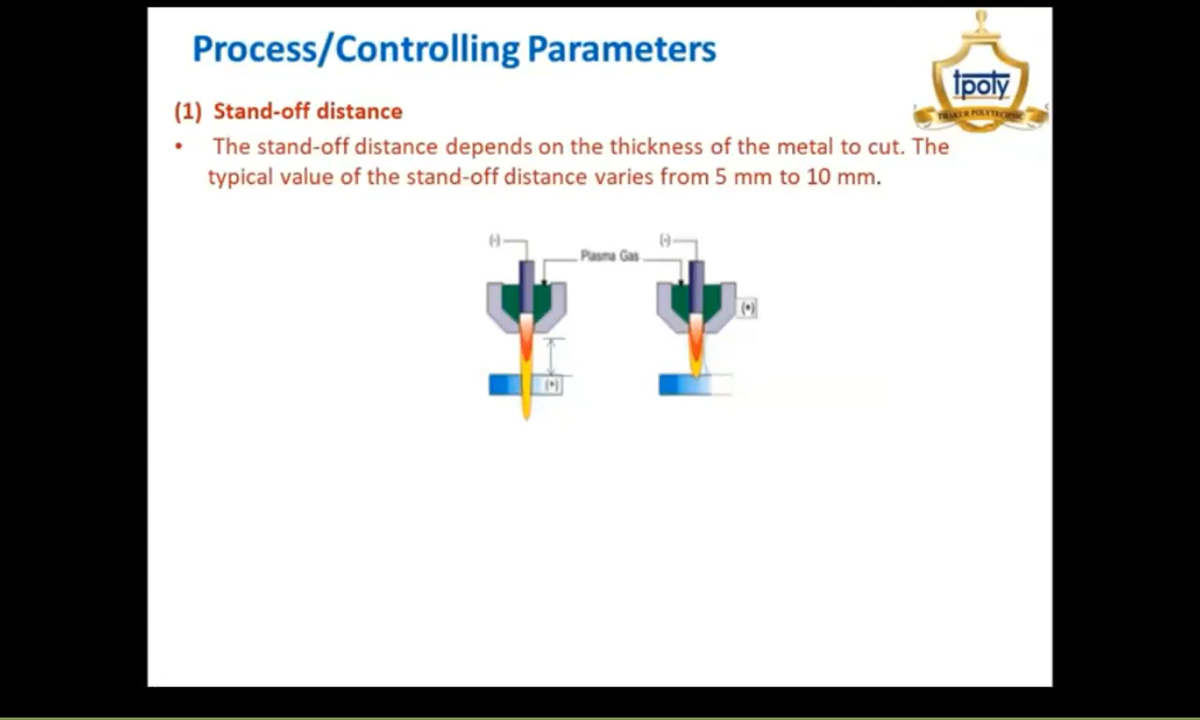 Process/Controlling Parameters
tpoly
THAKUR POLYTECHNIC
(1) Stand-off distance
• The stand-off distance depends on the thickness of the metal to cut. The
typical value of the stand-off distance varies from 5 mm to 10 mm.
(-) (-)
Plasma Gas
(+)
(+)